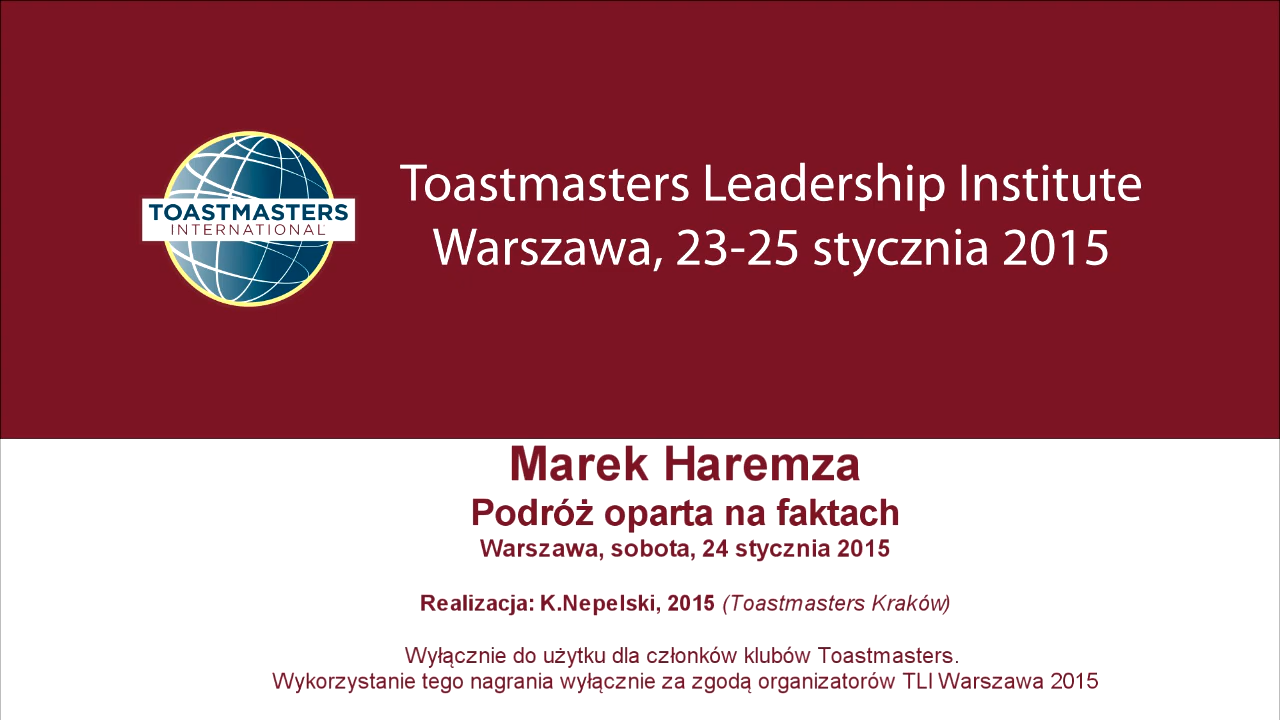 TOASTMASTERS
INTERNATIONAL
Toastmasters Leadership Institute
Warszawa, 23-25 stycznia 2015
Marek Haremza
Podróż oparta na faktach
Warszawa, sobota, 24 stycznia 2015
Realizacja: K.Nepelski, 2015 (Toastmasters Kraków)
Wyłącznie do użytku dla członków klubów Toastmasters.
Wykorzystanie tego nagrania wyłącznie za zgodą organizatorów TLI Warszawa 2015